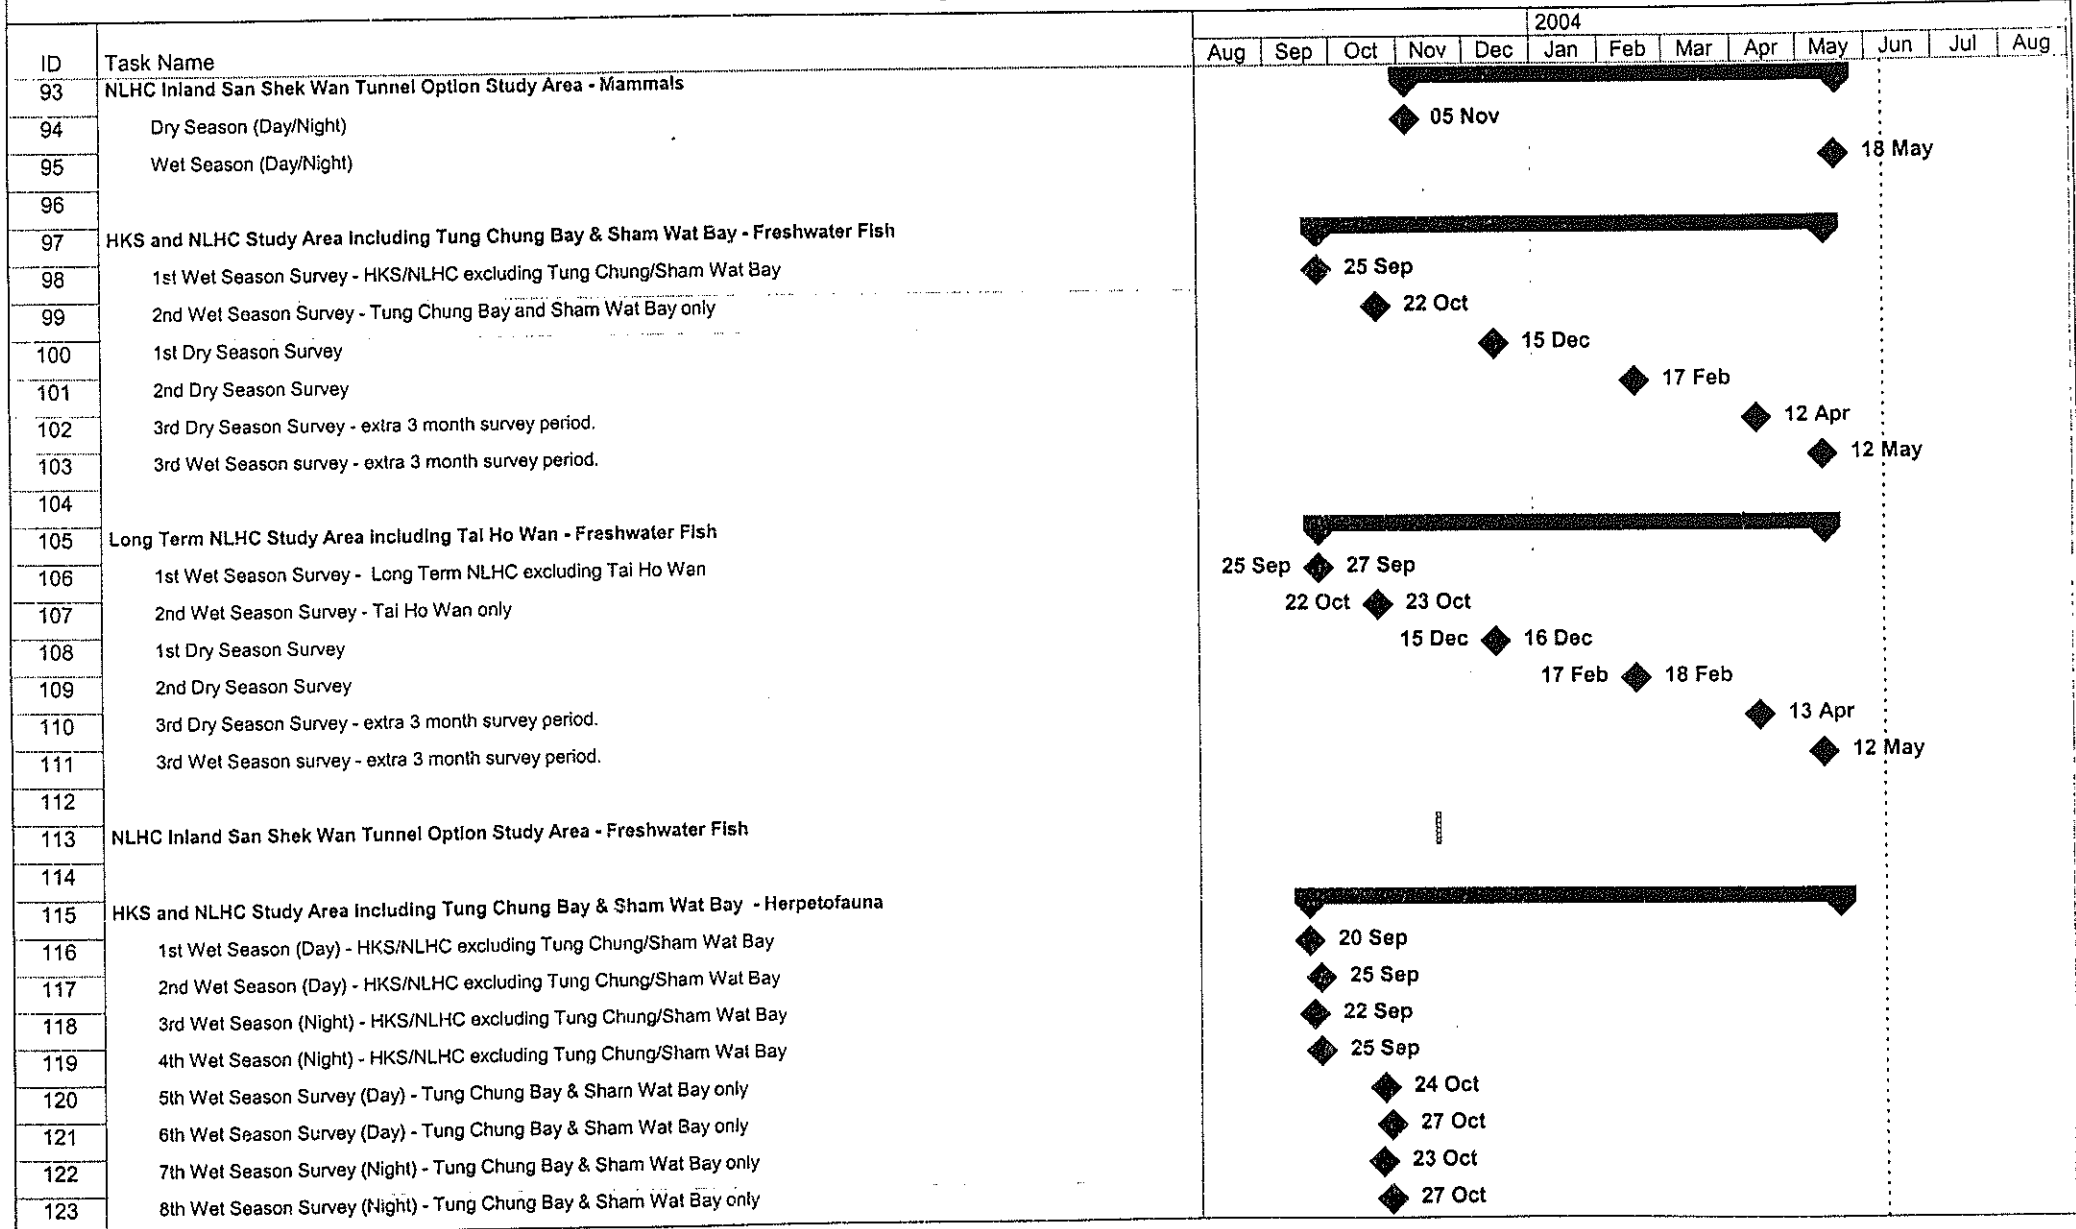 2004
Aug Sep Oct Nov Dec Jan Feb Mar Apr May Jun Jul Aug
ID Task Name
93 NLHC Inland San Shek Wan Tunnel Option Study Area - Mammals
94 Dry Season (Day/Night) 05 Nov
95 Wet Season (Day/Night) 18 May
96
97 HKS and NLHC Study Area Including Tung Chung Bay & Sham Wat Bay - Freshwater Fish
98 1st Wet Season Survey - HKS/NLHC excluding Tung Chung/Sham Wat Bay 25 Sep
99 2nd Wet Season Survey - Tung Chung Bay and Sham Wat Bay only 22 Oct
100 1st Dry Season Survey 15 Dec
101 2nd Dry Season Survey 17 Feb
102 3rd Dry Season Survey - extra 3 month survey period. 12 Apr
103 3rd Wet Season survey - extra 3 month survey period. 12 May
104
105 Long Term NLHC Study Area including Tai Ho Wan - Freshwater Fish
106 1st Wet Season Survey - Long Term NLHC excluding Tai Ho Wan 25 Sep 27 Sep
107 2nd Wet Season Survey - Tai Ho Wan only 22 Oct 23 Oct
108 1st Dry Season Survey 15 Dec 16 Dec
109 2nd Dry Season Survey 17 Feb 18 Feb
110 3rd Dry Season Survey - extra 3 month survey period. 13 Apr
111 3rd Wet Season survey - extra 3 month survey period. 12 May
112
113 NLHC Inland San Shek Wan Tunnel Option Study Area - Freshwater Fish
114
115 HKS and NLHC Study Area Including Tung Chung Bay & Sham Wat Bay - Herpetofauna
116 1st Wet Season (Day) - HKS/NLHC excluding Tung Chung/Sham Wat Bay 20 Sep
117 2nd Wet Season (Day) - HKS/NLHC excluding Tung Chung/Sham Wat Bay 25 Sep
118 3rd Wet Season (Night) - HKS/NLHC excluding Tung Chung/Sham Wat Bay 22 Sep
119 4th Wet Season (Night) - HKS/NLHC excluding Tung Chung/Sham Wat Bay 25 Sep
120 5th Wet Season Survey (Day) - Tung Chung Bay & Sham Wat Bay only 24 Oct
121 6th Wet Season Survey (Day) - Tung Chung Bay & Sham Wat Bay only 27 Oct
122 7th Wet Season Survey (Night) - Tung Chung Bay & Sham Wat Bay only 23 Oct
123 8th Wet Season Survey (Night) - Tung Chung Bay & Sham Wat Bay only 27 Oct